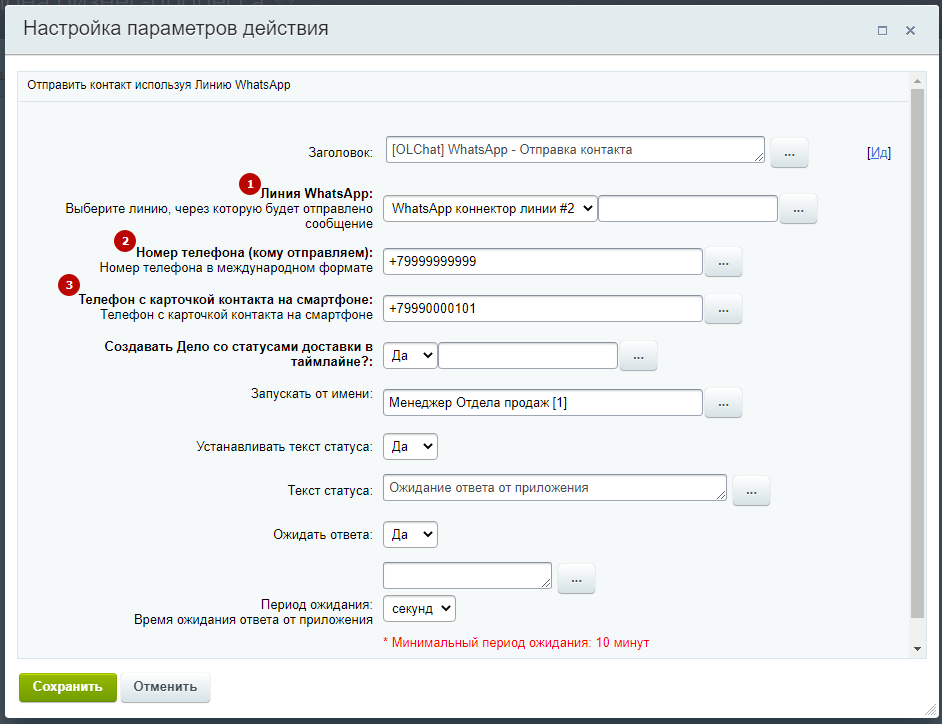 Настройка параметров действия
Отправить контакт используя Линию WhatsApp
Заголовок: [OLChat] WhatsApp - Отправка контакта ... [Ид]
1
Линия WhatsApp:
Выберите линию, через которую будет отправлено
сообщение
WhatsApp коннектор линии #2 ...
2
Номер телефона (кому отправляем):
Номер телефона в международном формате
+79999999999 ...
3
Телефон с карточкой контакта на смартфоне:
Телефон с карточкой контакта на смартфоне
+79990000101 ...
Создавать Дело со статусами доставки в
таймлайне?:
Да ...
Запускать от имени: Менеджер Отдела продаж [1] ...
Устанавливать текст статуса: Да
Текст статуса: Ожидание ответа от приложения ...
Ожидать ответа: Да
...
Период ожидания:
Время ожидания ответа от приложения
секунд
* Минимальный период ожидания: 10 минут
Сохранить Отменить